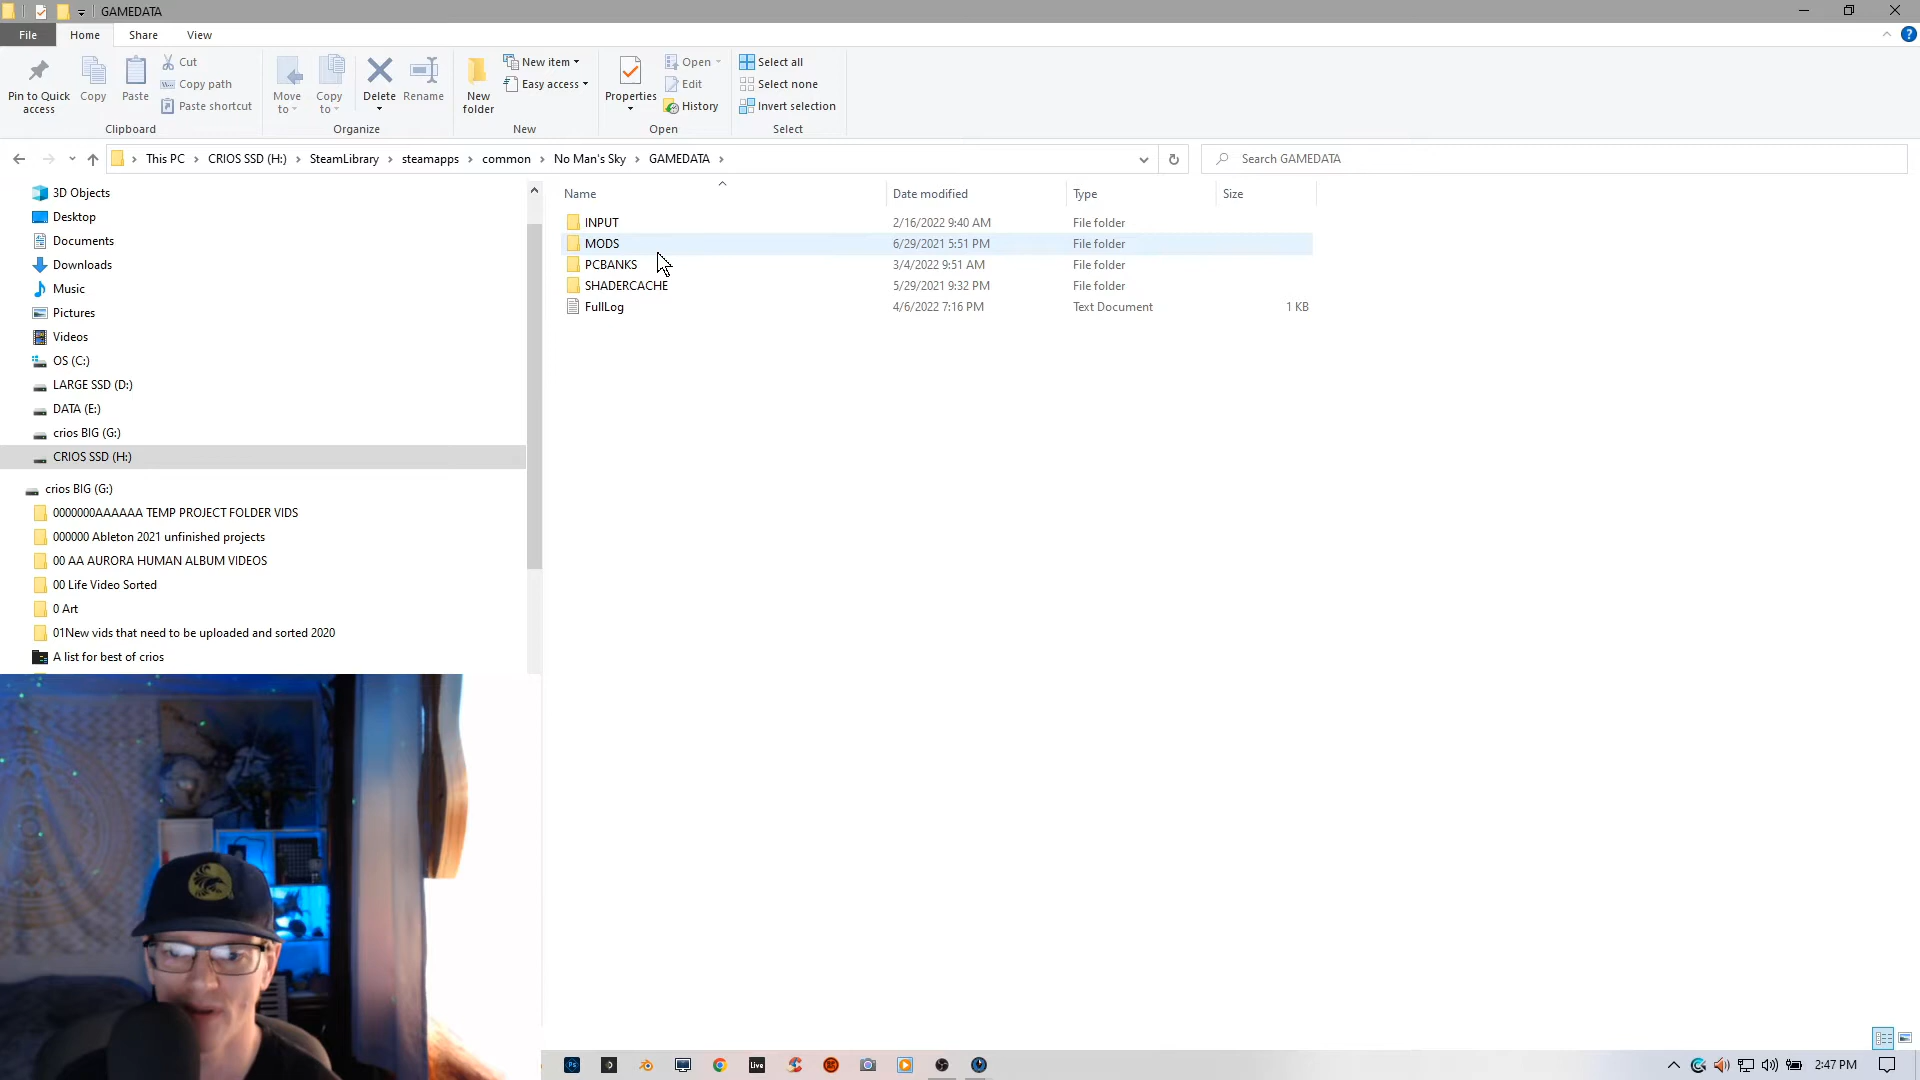 GAMEDATA
File Home Share View
Pin to Quick access
Copy
Paste
Cut
Copy path
Paste shortcut
Clipboard
Move to
Copy to
Delete
Rename
Organize
New folder
New item
Easy access
New
Properties
Open
Edit
History
Open
Select all
Select none
Invert selection
Select
This PC CRIOS SSD (H:) SteamLibrary steamapps common No Man's Sky GAMEDATA
Search GAMEDATA
3D Objects
Desktop
Documents
Downloads
Music
Pictures
Videos
OS (C:)
LARGE SSD (D:)
DATA (E:)
crios BIG (G:)
CRIOS SSD (H:)
crios BIG (G:)
0000000AAAAAA TEMP PROJECT FOLDER VIDS
000000 Ableton 2021 unfinished projects
00 AA AURORA HUMAN ALBUM VIDEOS
00 Life Video Sorted
0 Art
01New vids that need to be uploaded and sorted 2020
A list for best of crios
Name Date modified Type Size
INPUT 2/16/2022 9:40 AM File folder
MODS 6/29/2021 5:51 PM File folder
PCBANKS 3/4/2022 9:51 AM File folder
SHADERCACHE 5/29/2021 9:32 PM File folder
FullLog 4/6/2022 7:16 PM Text Document 1 KB
Ps
Live
2:47 PM